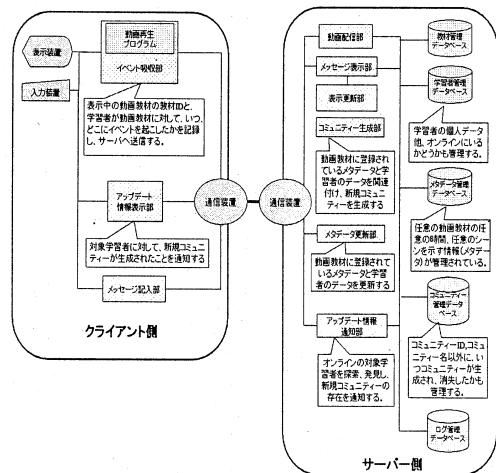 動画再生
プログラム
イベント吸収部
表示装置
入力装置
表示中の動画教材の教材IDと、
学習者が動画教材に対して、いつ、
どこにイベントを起こしたかを記録
し、サーバへ送信する。
アップデート
情報表示部
対象学習者に対して、新規コミュニ
ティーが生成されたことを通知する
メッセージ記入部
クライアント側
通信装置
通信装置
動画配信部
メッセージ表示部
表示更新部
コミュニティー生成部
動画教材に登録され
ているメタデータと学
習者のデータを関連
付け、新規コミュニ
ティーを生成する
メタデータ更新部
動画教材に登録されて
いるメタデータと学習者
のデータを更新する
アップデート情報
通知部
オンラインの対象学
習者を探索、発見し、
新規コミュニティーの
存在を通知する。
教材管理
データベース
学習者管理
データベース
学習者の個人デー
タ他、オンラインにいる
かどうかも管理する。
メタデータ管理
データベース
任意の動画教材の任
意の時間、任意のシー
ンを示す情報(メタデー
タ)が管理されている。
コミュニティー
管理データ
ベース
コミュニティーID,コミュ
ニティー名以外に、い
つコミュニティーが生
成され、消失したかも
管理する。
ログ管理
データベース
サーバー側